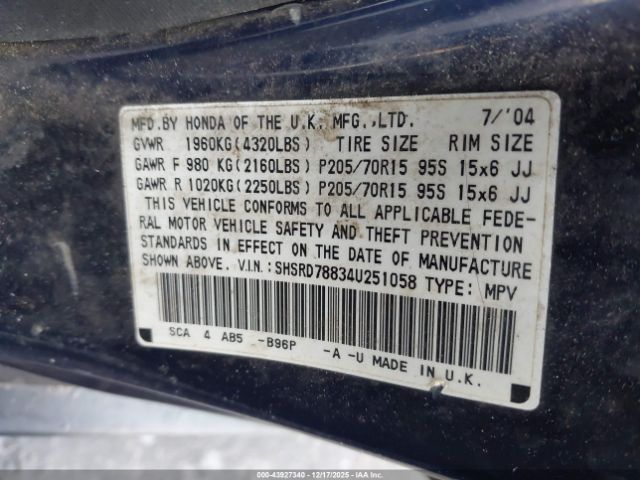 MFD.BY HONDA OF THE U.K. MFG.,LTD. 7/'04
GVWR 1960KG(4320LBS) TIRE SIZE RIM SIZE
GAWR F 980 KG(2160LBS) P205/70R15 95S 15x6 JJ
GAWR R 1020KG(2250LBS) P205/70R15 95S 15x6 JJ
THIS VEHICLE CONFORMS TO ALL APPLICABLE FEDE-
RAL MOTOR VEHICLE SAFETY AND THEFT PREVENTION
STANDARDS IN EFFECT ON THE DATE OF MANUFACTURE
SHOWN ABOVE. V.I.N.:SHSRD78834U251058 TYPE: MPV
SCA 4 AB5 -B96P -A -U MADE IN U.K.
000-43927340 - 12/17/2025 - IAA Holdings, LLC